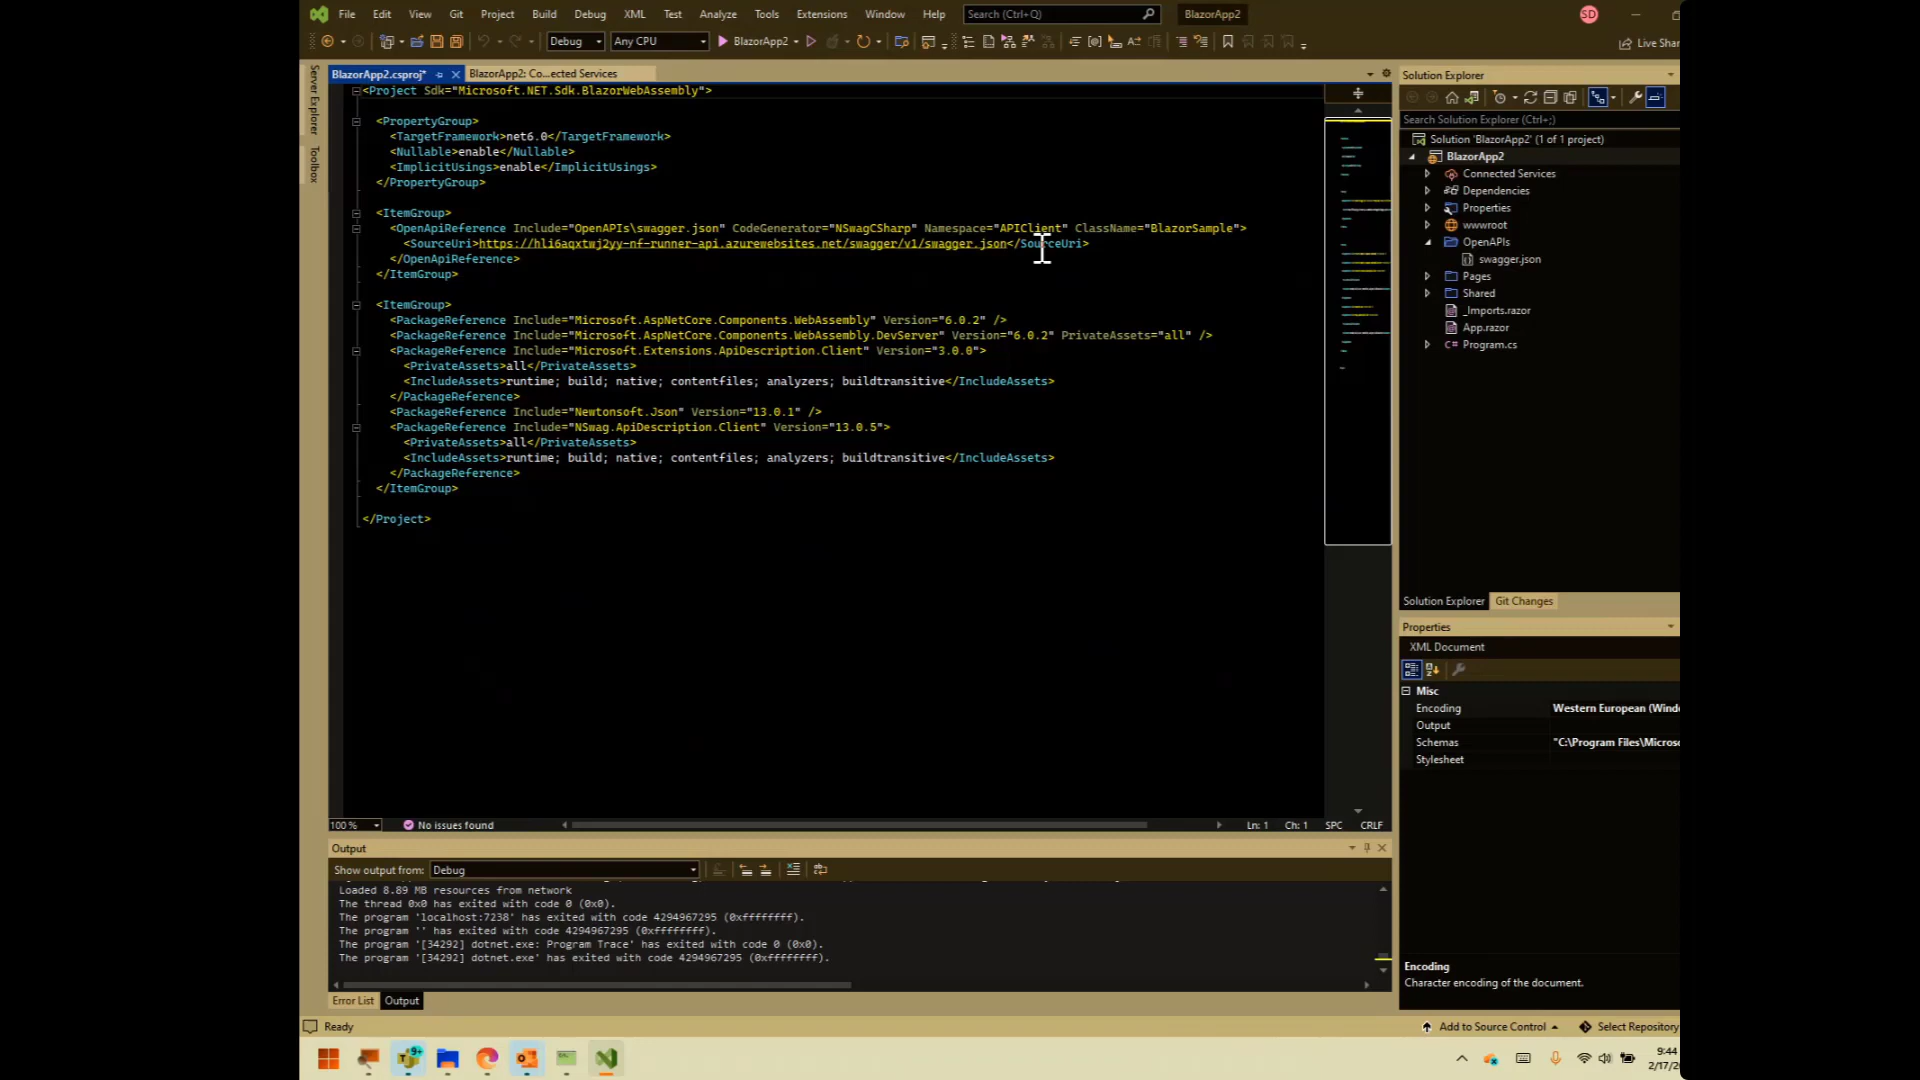 File Edit View Git Project Build Debug XML Test Analyze Tools Extensions Window Help Search (Ctrl+Q) BlazorApp2 SD
Debug Any CPU BlazorApp2 Live Shar
Server Explorer
Toolbox
BlazorApp2.csproj* BlazorApp2: Co...ected Services
<Project Sdk="Microsoft.NET.Sdk.BlazorWebAssembly">
<PropertyGroup>
<TargetFramework>net6.0</TargetFramework>
<Nullable>enable</Nullable>
<ImplicitUsings>enable</ImplicitUsings>
</PropertyGroup>
<ItemGroup>
<OpenApiReference Include="OpenAPIs\swagger.json" CodeGenerator="NSwagCSharp" Namespace="APIClient" ClassName="BlazorSample">
<SourceUri>https://hli6aqxtwj2yy-nf-runner-api.azurewebsites.net/swagger/v1/swagger.json</SourceUri>
</OpenApiReference>
</ItemGroup>
<ItemGroup>
<PackageReference Include="Microsoft.AspNetCore.Components.WebAssembly" Version="6.0.2" />
<PackageReference Include="Microsoft.AspNetCore.Components.WebAssembly.DevServer" Version="6.0.2" PrivateAssets="all" />
<PackageReference Include="Microsoft.Extensions.ApiDescription.Client" Version="3.0.0">
<PrivateAssets>all</PrivateAssets>
<IncludeAssets>runtime; build; native; contentfiles; analyzers; buildtransitive</IncludeAssets>
</PackageReference>
<PackageReference Include="Newtonsoft.Json" Version="13.0.1" />
<PackageReference Include="NSwag.ApiDescription.Client" Version="13.0.5">
<PrivateAssets>all</PrivateAssets>
<IncludeAssets>runtime; build; native; contentfiles; analyzers; buildtransitive</IncludeAssets>
</PackageReference>
</ItemGroup>
</Project>
100 % No issues found Ln: 1 Ch: 1 SPC CRLF
Output
Show output from: Debug
Loaded 8.89 MB resources from network
The thread 0x0 has exited with code 0 (0x0).
The program 'localhost:7238' has exited with code 4294967295 (0xffffffff).
The program '' has exited with code 4294967295 (0xffffffff).
The program '[34292] dotnet.exe: Program Trace' has exited with code 0 (0x0).
The program '[34292] dotnet.exe' has exited with code 4294967295 (0xffffffff).
Error List Output
Solution Explorer
Search Solution Explorer (Ctrl+;)
Solution 'BlazorApp2' (1 of 1 project)
BlazorApp2
Connected Services
Dependencies
Properties
wwwroot
OpenAPIs
swagger.json
Pages
Shared
_Imports.razor
App.razor
C# Program.cs
Solution Explorer Git Changes
Properties
XML Document
Misc
Encoding Western European (Wind
Output
Schemas "C:\Program Files\Microso
Stylesheet
Encoding
Character encoding of the document.
Ready Add to Source Control Select Repository
9+
9:44
2/17/2